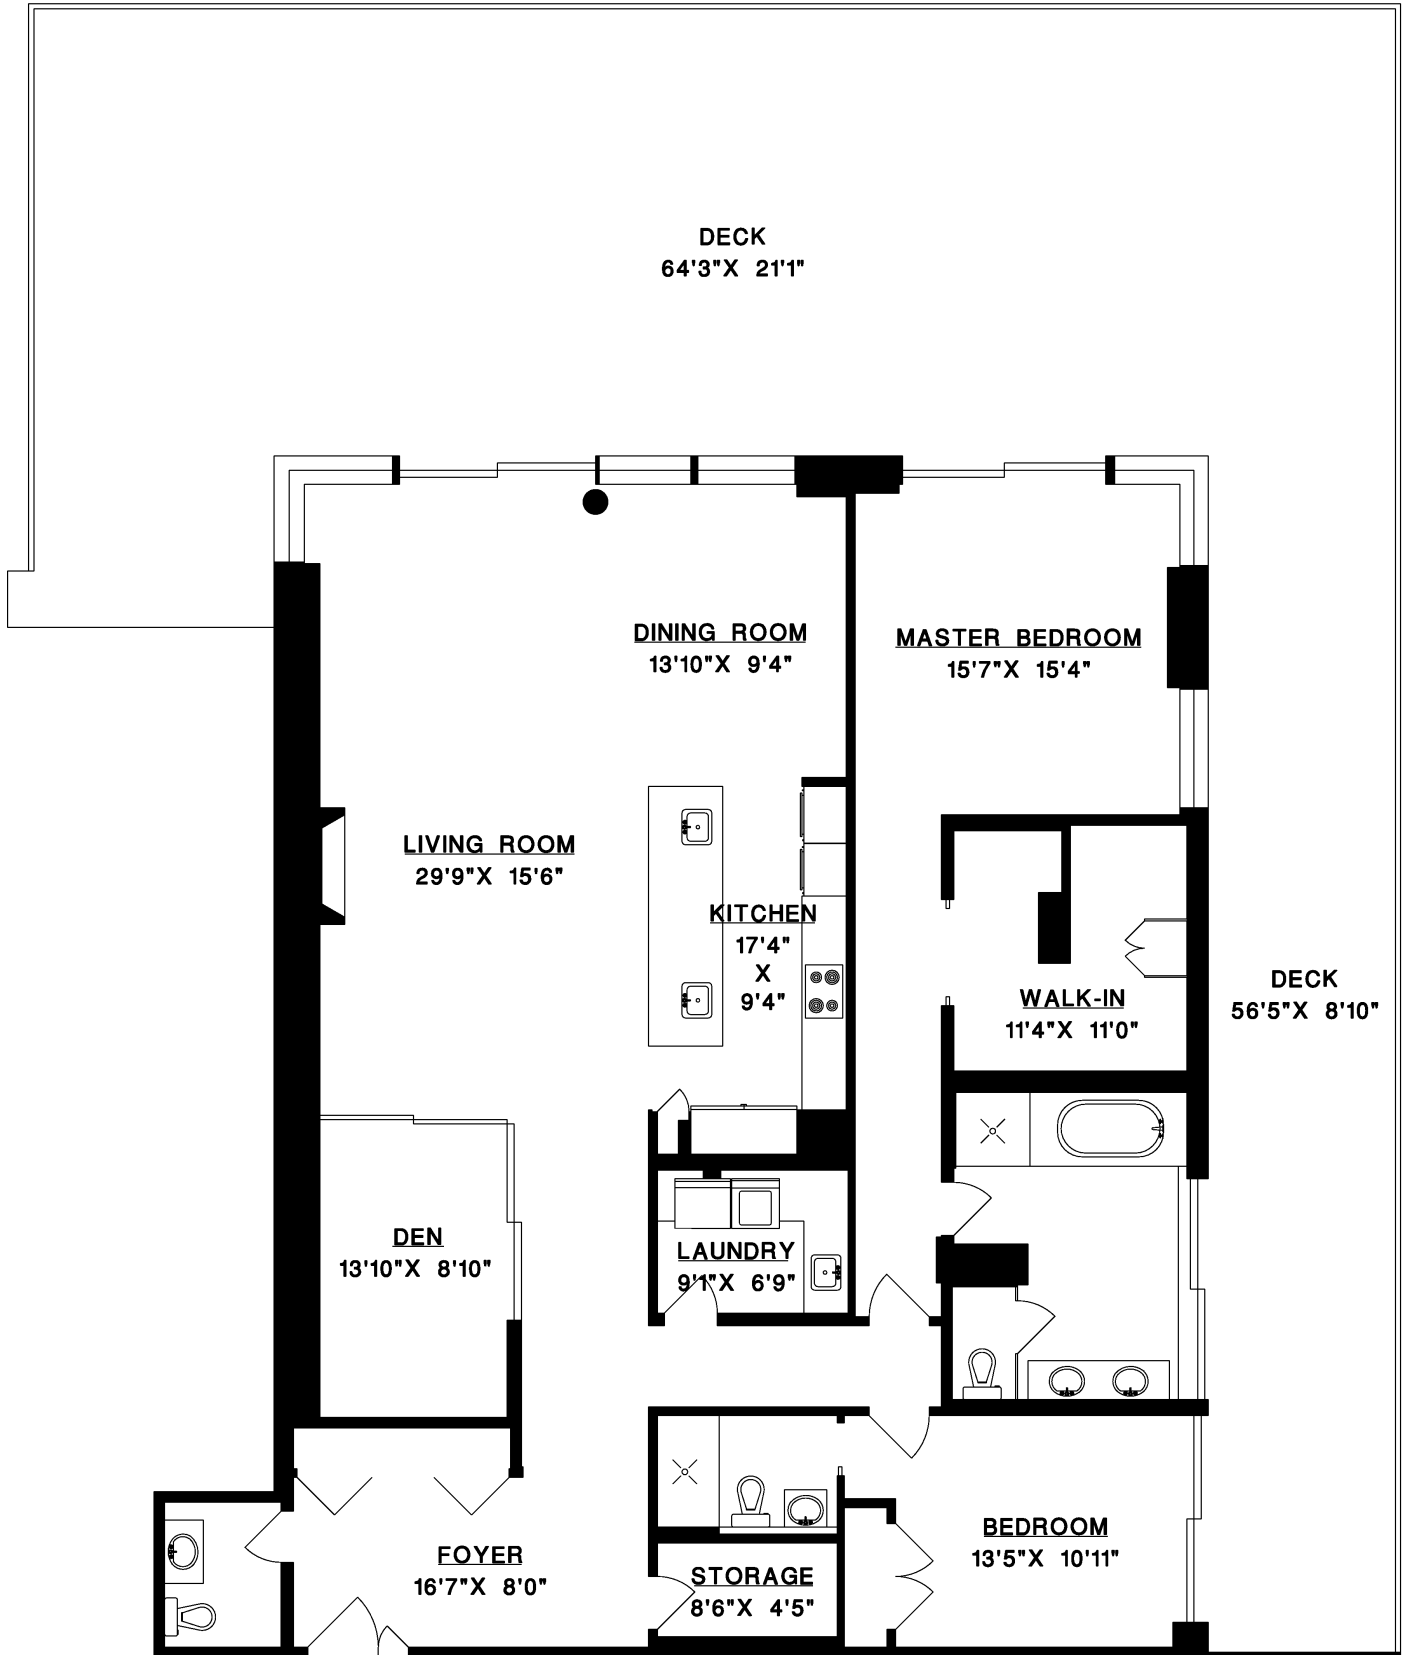 DECK
64'3"X 21'1"
DINING ROOM
13'10"X 9'4"
MASTER BEDROOM
15'7"X 15'4"
LIVING ROOM
29'9"X 15'6"
KITCHEN
17'4"
X
9'4"
WALK-IN
11'4"X 11'0"
DECK
56'5"X 8'10"
DEN
13'10"X 8'10"
LAUNDRY
9'1"X 6'9"
BEDROOM
13'5"X 10'11"
FOYER
16'7"X 8'0"
STORAGE
8'6"X 4'5"